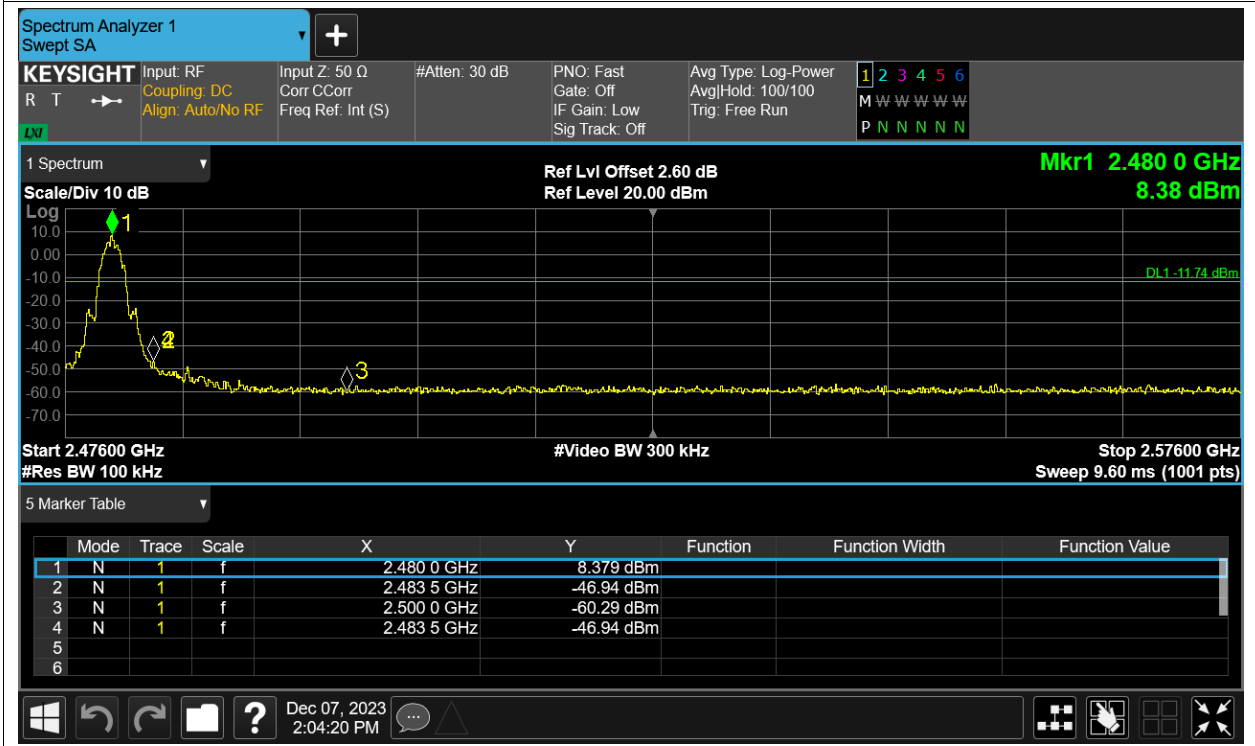 Spectrum Analyzer 1
Swept SA
KEYSIGHT Input: RF Input Z: 50 Ω #Atten: 30 dB PNO: Fast Avg Type: Log-Power 1 2 3 4 5 6
R T Coupling: DC Corr CCorr Gate: Off Avg|Hold: 100/100 M W W W W W
Align: Auto/No RF Freq Ref: Int (S) IF Gain: Low Trig: Free Run
LXI Sig Track: Off P N N N N N
1 Spectrum Ref Lvl Offset 2.60 dB Mkr1 2.480 0 GHz
Scale/Div 10 dB Ref Level 20.00 dBm 8.38 dBm
Log
1
10.0
0.00
-10.0 DL1 -11.74 dBm
-20.0
-30.0
-40.0 2
-50.0 3
-60.0
-70.0
Start 2.47600 GHz #Video BW 300 kHz Stop 2.57600 GHz
#Res BW 100 kHz Sweep 9.60 ms (1001 pts)
5 Marker Table
Mode Trace Scale X Y Function Function Width Function Value
1 N 1 f 2.480 0 GHz 8.379 dBm
2 N 1 f 2.483 5 GHz -46.94 dBm
3 N 1 f 2.500 0 GHz -60.29 dBm
4 N 1 f 2.483 5 GHz -46.94 dBm
5
6
? Dec 07, 2023
2:04:20 PM